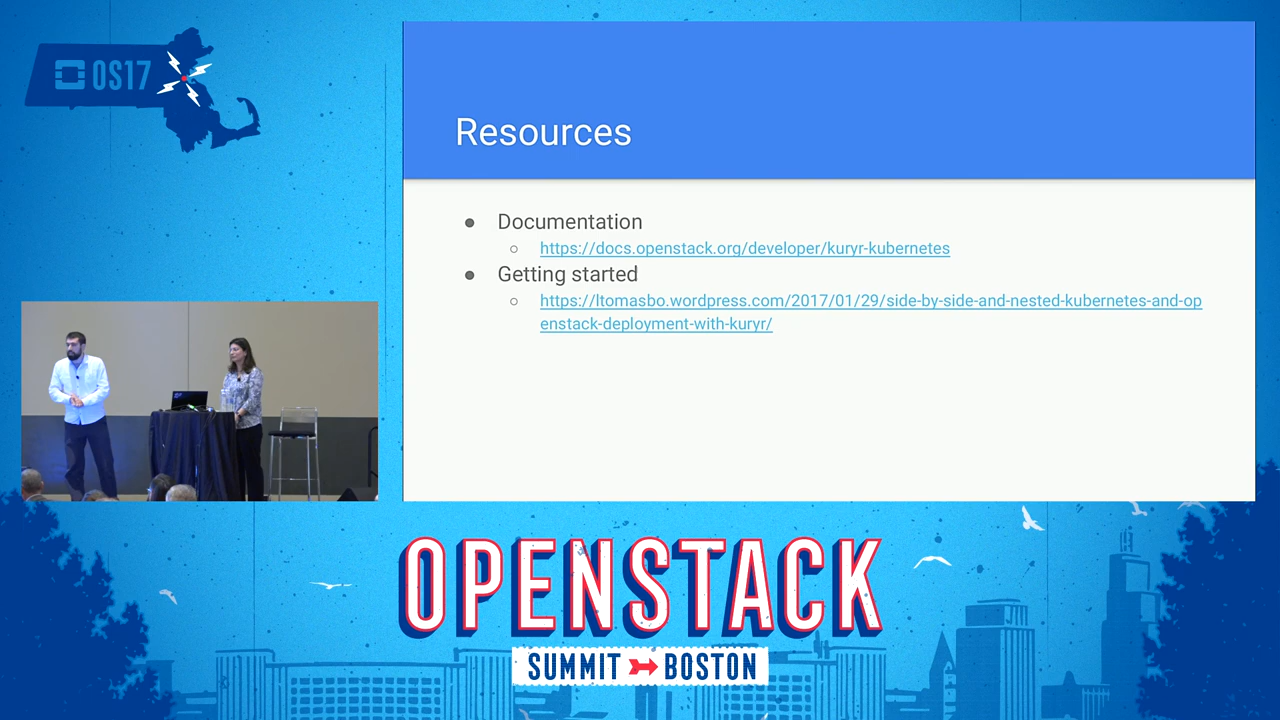 OS17
Resources
● Documentation
○ https://docs.openstack.org/developer/kuryr-kubernetes
● Getting started
○ https://ltomasbo.wordpress.com/2017/01/29/side-by-side-and-nested-kubernetes-and-op
enstack-deployment-with-kuryr/
OPENSTACK
SUMMIT BOSTON